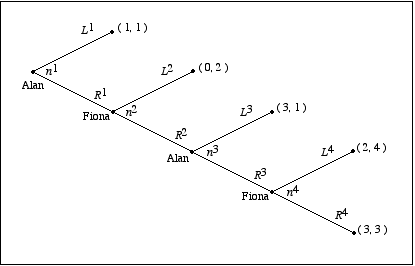 L1 (1, 1)
n1
Alan
R1 L2 (0, 2)
Fiona n2
R2 L3 (3, 1)
Alan n3
R3 L4 (2, 4)
Fiona n4
R4
(3, 3)